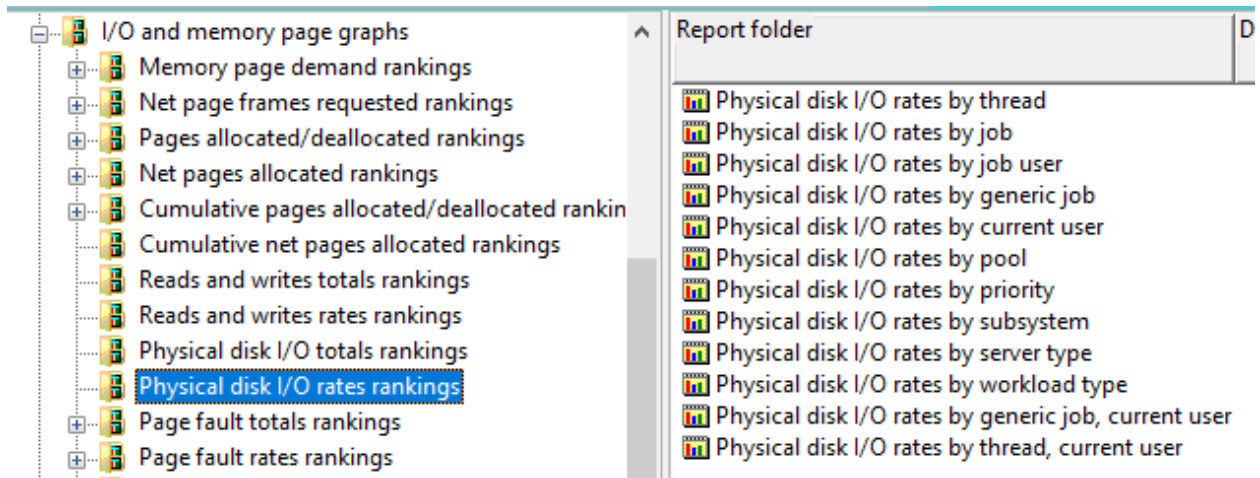 I/O and memory page graphs
Memory page demand rankings
Net page frames requested rankings
Pages allocated/deallocated rankings
Net pages allocated rankings
Cumulative pages allocated/deallocated rankin
Cumulative net pages allocated rankings
Reads and writes totals rankings
Reads and writes rates rankings
Physical disk I/O totals rankings
Physical disk I/O rates rankings
Page fault totals rankings
Page fault rates rankings
Report folder
D
Physical disk I/O rates by thread
Physical disk I/O rates by job
Physical disk I/O rates by job user
Physical disk I/O rates by generic job
Physical disk I/O rates by current user
Physical disk I/O rates by pool
Physical disk I/O rates by priority
Physical disk I/O rates by subsystem
Physical disk I/O rates by server type
Physical disk I/O rates by workload type
Physical disk I/O rates by generic job, current user
Physical disk I/O rates by thread, current user